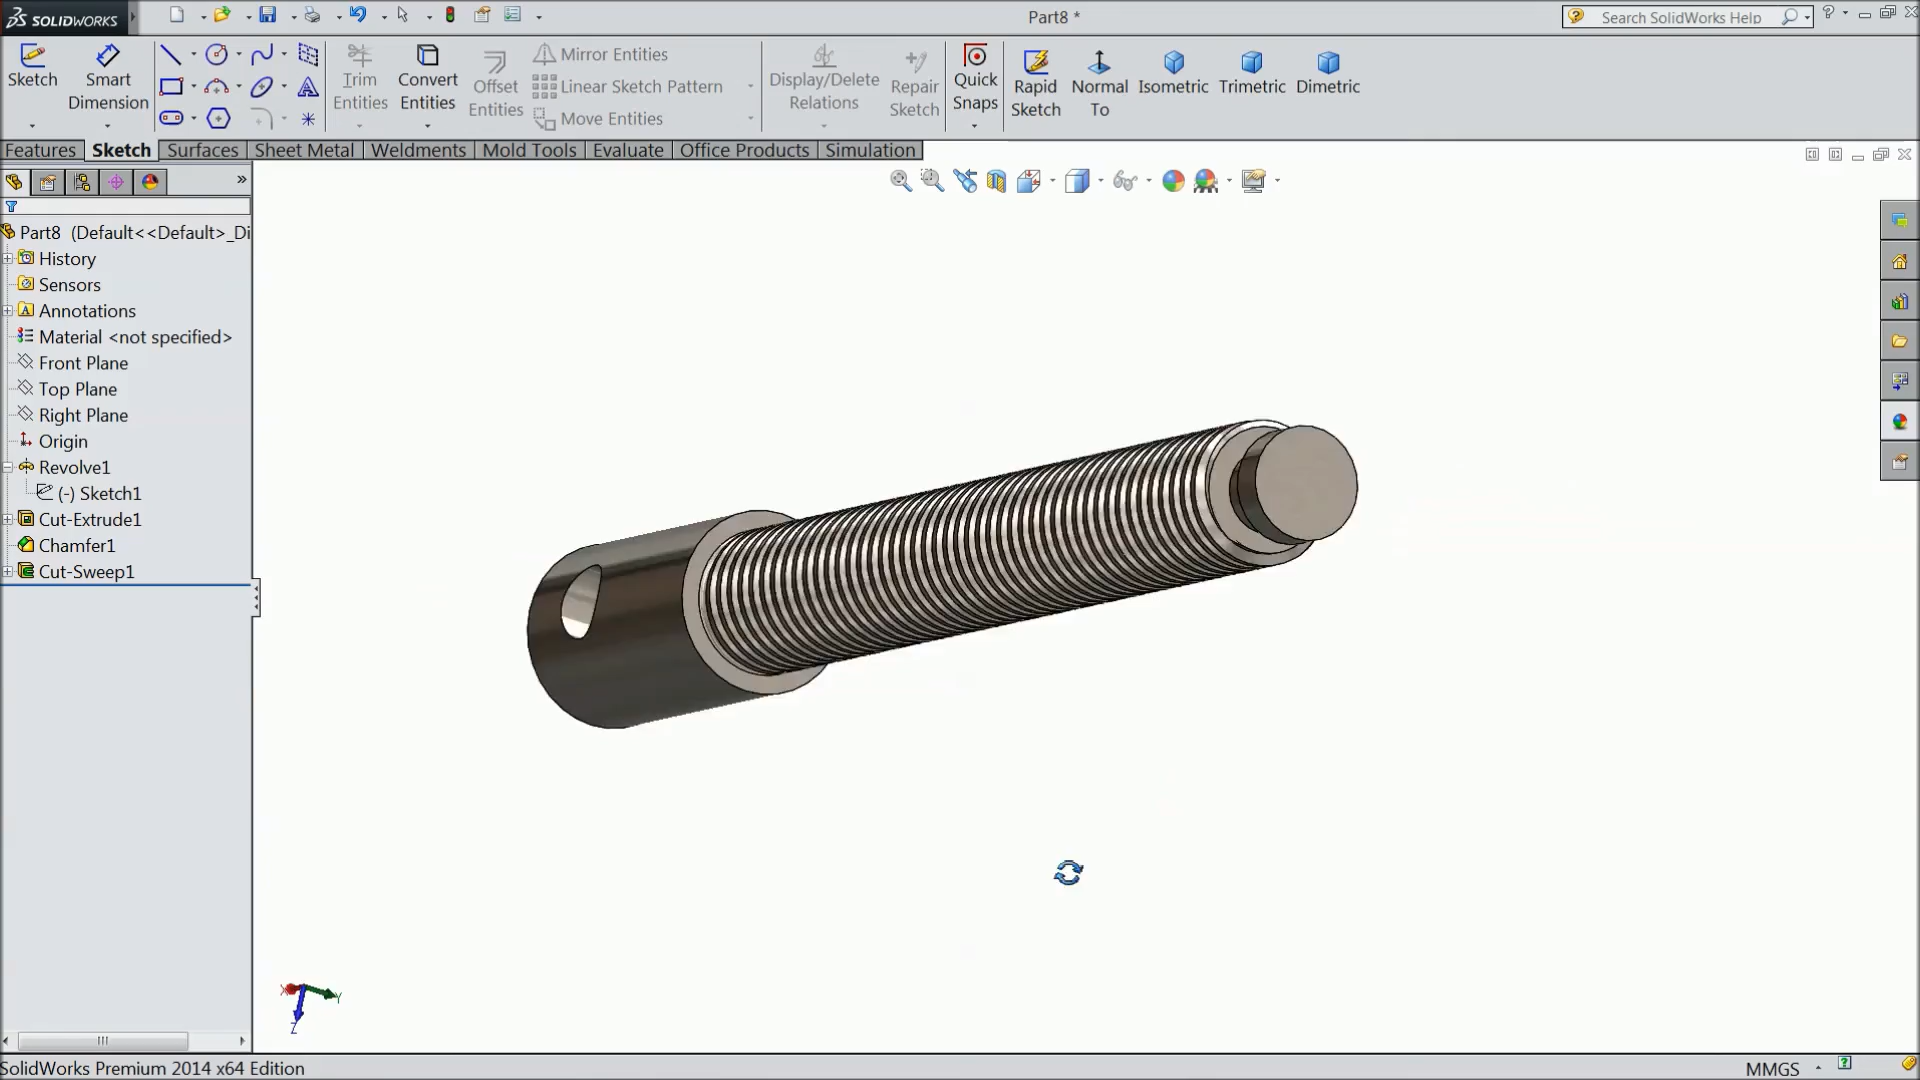 SOLIDWORKS
Part8 *
Search SolidWorks Help
Sketch
Smart
Dimension
Trim
Entities
Convert
Entities
Offset
Entities
Mirror Entities
Linear Sketch Pattern
Move Entities
Display/Delete
Relations
Repair
Sketch
Quick
Snaps
Rapid
Sketch
Normal
To
Isometric
Trimetric
Dimetric
Features
Sketch
Surfaces
Sheet Metal
Weldments
Mold Tools
Evaluate
Office Products
Simulation
Part8 (Default<<Default>_Di
History
Sensors
Annotations
Material <not specified>
Front Plane
Top Plane
Right Plane
Origin
Revolve1
(-) Sketch1
Cut-Extrude1
Chamfer1
Cut-Sweep1
X
Y
Z
SolidWorks Premium 2014 x64 Edition
MMGS